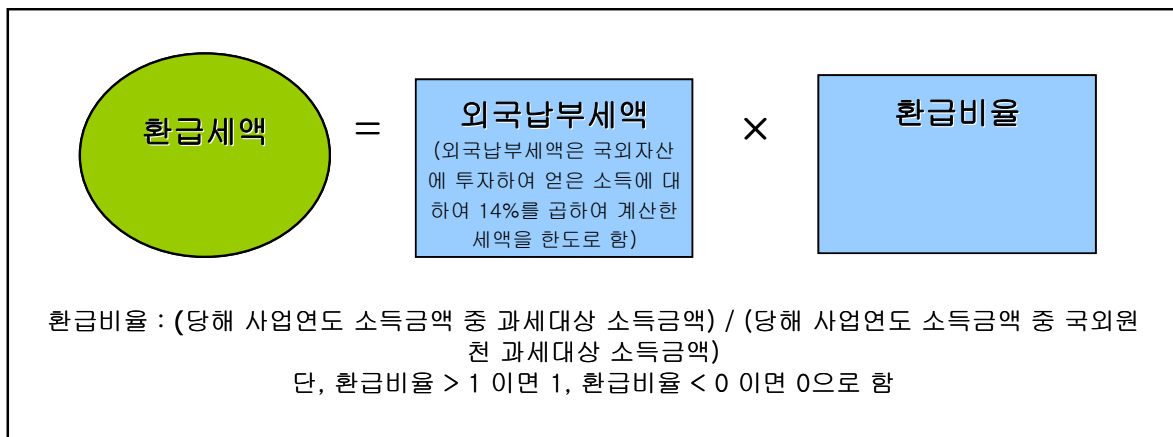 환급세액
=
외국납부세액
(외국납부세액은 국외자산
에 투자하여 얻은 소득에 대
하여 14%를 곱하여 계산한
세액을 한도로 함)
×
환급비율
환급비율 : (당해 사업연도 소득금액 중 과세대상 소득금액) / (당해 사업연도 소득금액 중 국외원
천 과세대상 소득금액)
단, 환급비율 > 1 이면 1, 환급비율 < 0 이면 0으로 함